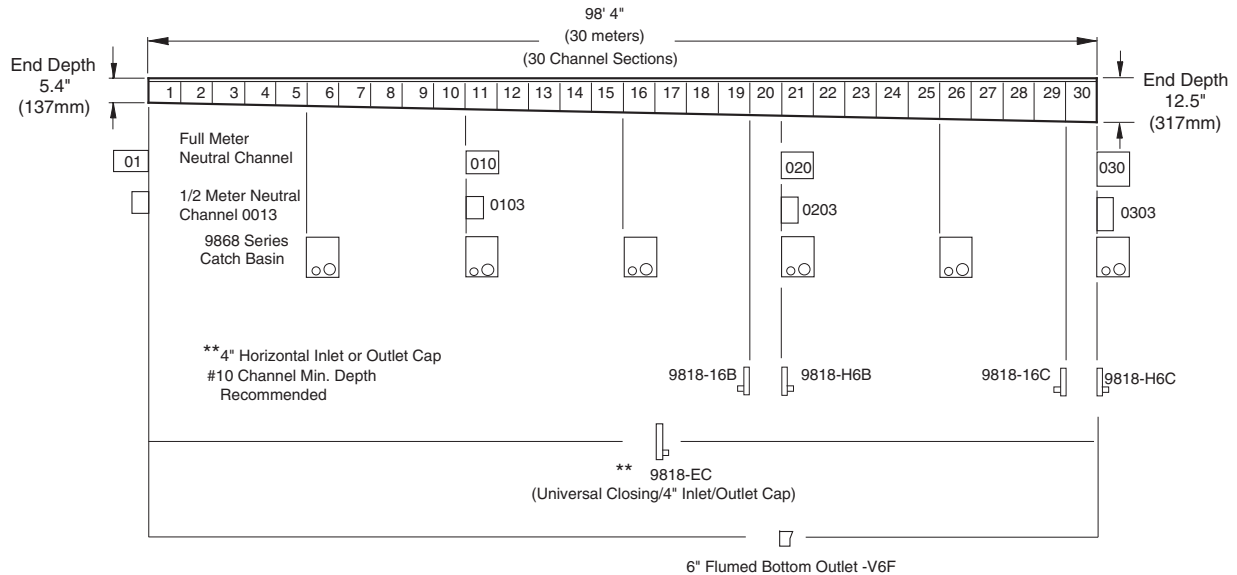 98' 4"
(30 meters)
(30 Channel Sections)
End Depth
5.4"
(137mm)
End Depth
12.5"
(317mm)
1 2 3 4 5 6 7 8 9 10 11 12 13 14 15 16 17 18 19 20 21 22 23 24 25 26 27 28 29 30
Full Meter
Neutral Channel
01
010
020
030
1/2 Meter Neutral
Channel 0013
0103
0203
0303
9868 Series
Catch Basin
**4" Horizontal Inlet or Outlet Cap
#10 Channel Min. Depth
Recommended
9818-16B
9818-H6B
9818-16C
9818-H6C
** 9818-EC
(Universal Closing/4" Inlet/Outlet Cap)
6" Flumed Bottom Outlet -V6F